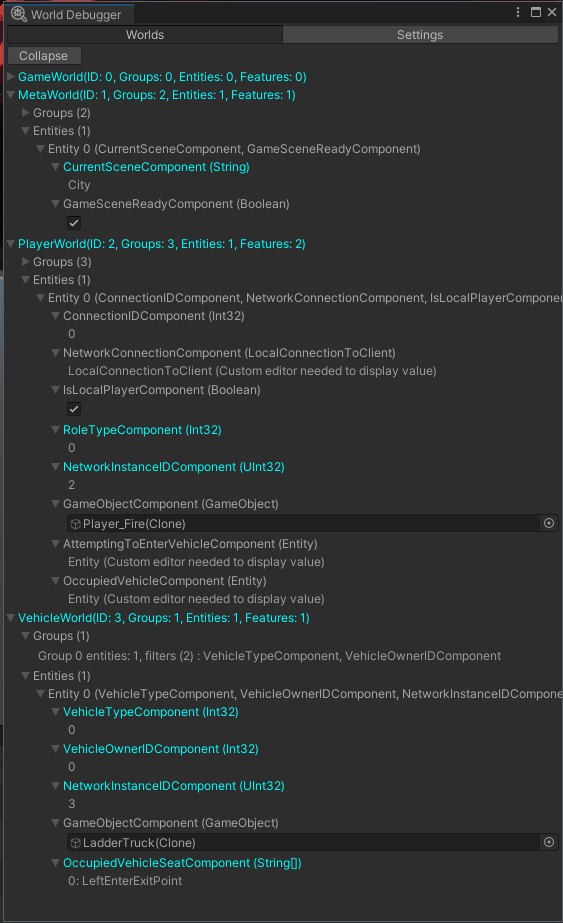 World Debugger
Worlds
Settings
Collapse
GameWorld(ID: 0, Groups: 0, Entities: 0, Features: 0)
MetaWorld(ID: 1, Groups: 2, Entities: 1, Features: 1)
Groups (2)
Entities (1)
Entity 0 (CurrentSceneComponent, GameSceneReadyComponent)
CurrentSceneComponent (String)
City
GameSceneReadyComponent (Boolean)
PlayerWorld(ID: 2, Groups: 3, Entities: 1, Features: 2)
Groups (3)
Entities (1)
Entity 0 (ConnectionIDComponent, NetworkConnectionComponent, IsLocalPlayerComponen
ConnectionIDComponent (Int32)
0
NetworkConnectionComponent (LocalConnectionToClient)
LocalConnectionToClient (Custom editor needed to display value)
IsLocalPlayerComponent (Boolean)
RoleTypeComponent (Int32)
0
NetworkInstanceIDComponent (UInt32)
2
GameObjectComponent (GameObject)
Player_Fire(Clone)
AttemptingToEnterVehicleComponent (Entity)
Entity (Custom editor needed to display value)
OccupiedVehicleComponent (Entity)
Entity (Custom editor needed to display value)
VehicleWorld(ID: 3, Groups: 1, Entities: 1, Features: 1)
Groups (1)
Group 0 entities: 1, filters (2) : VehicleTypeComponent, VehicleOwnerIDComponent
Entities (1)
Entity 0 (VehicleTypeComponent, VehicleOwnerIDComponent, NetworkInstanceIDCompone
VehicleTypeComponent (Int32)
0
VehicleOwnerIDComponent (Int32)
0
NetworkInstanceIDComponent (UInt32)
3
GameObjectComponent (GameObject)
LadderTruck(Clone)
OccupiedVehicleSeatComponent (String[])
0: LeftEnterExitPoint